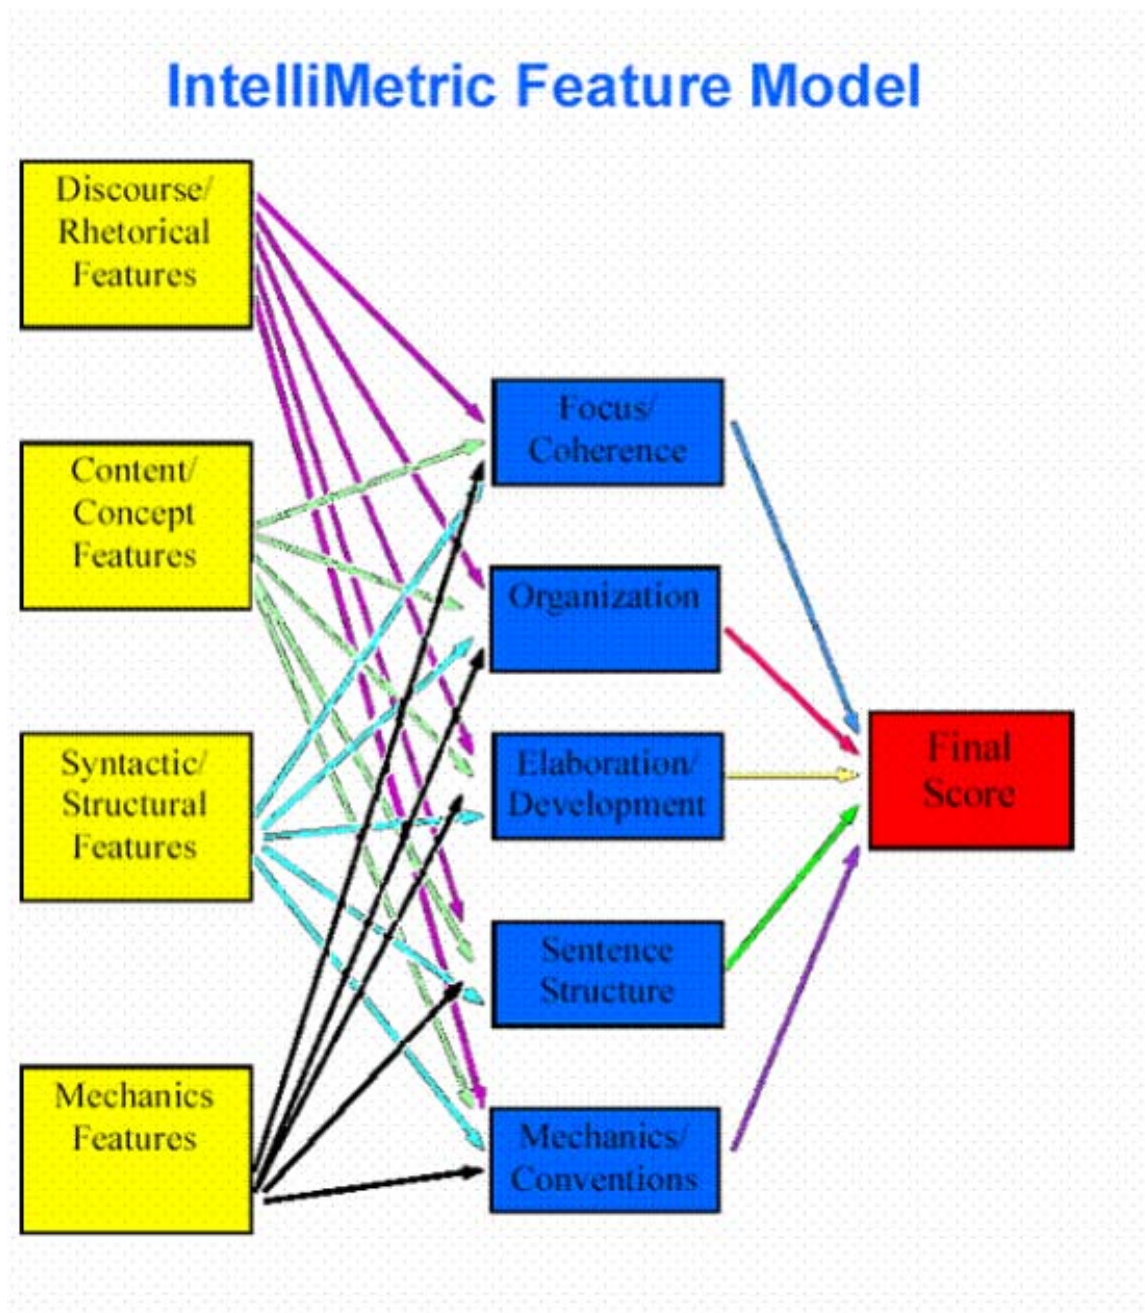 IntelliMetric Feature Model
Discourse/
Rhetorical
Features
Content/
Concept
Features
Syntactic/
Structural
Features
Mechanics
Features
Focus/
Coherence
Organization
Elaboration/
Development
Sentence
Structure
Mechanics/
Conventions
Final
Score